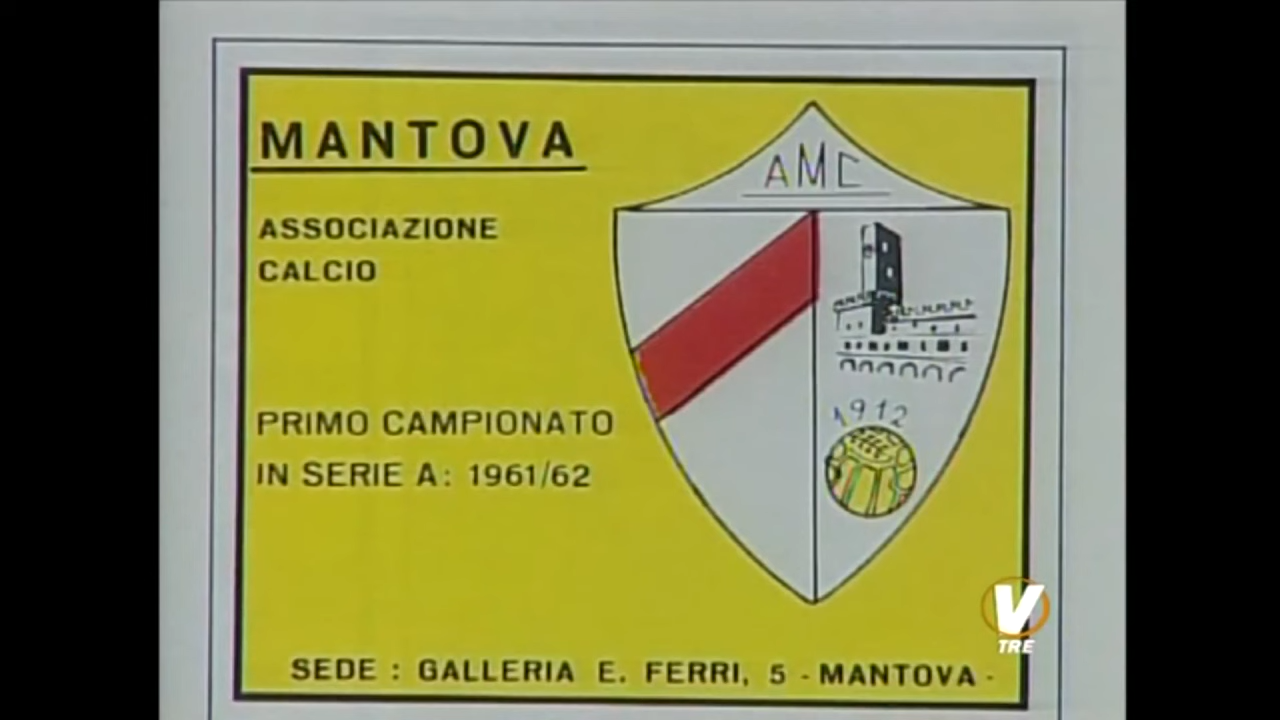 MANTOVA
ASSOCIAZIONE
CALCIO
PRIMO CAMPIONATO
IN SERIE A: 1961/62
AMC
1912
SEDE : GALLERIA E. FERRI, 5 - MANTOVA -
V
TRE